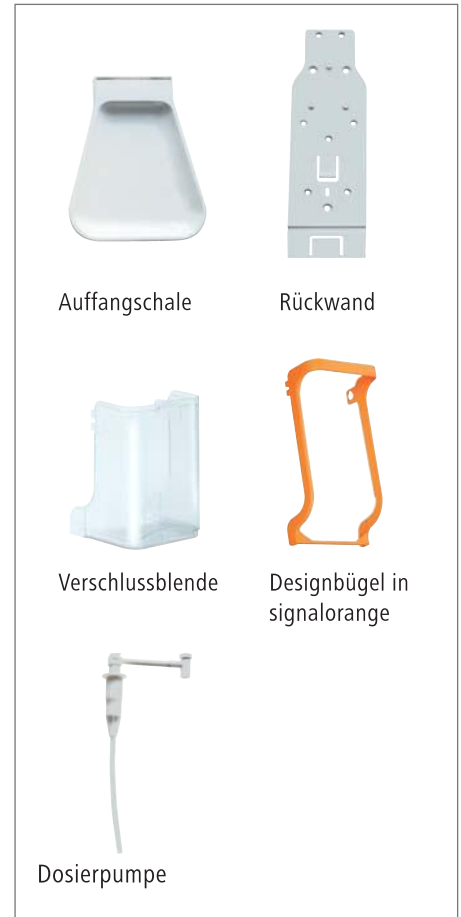 Auffangschale
Rückwand
Verschlussblende
Designbügel in
signalorange
Dosierpumpe